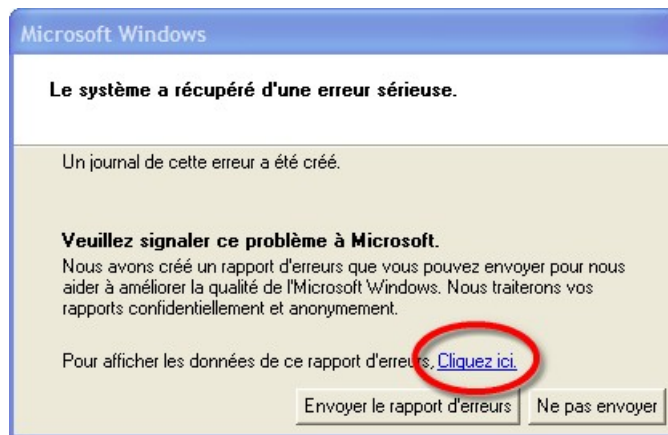 Microsoft Windows
Le système a récupéré d'une erreur sérieuse.
Un journal de cette erreur a été créé.
Veuillez signaler ce problème à Microsoft.
Nous avons créé un rapport d'erreurs que vous pouvez envoyer pour nous
aider à améliorer la qualité de l'Microsoft Windows. Nous traiterons vos
rapports confidentiellement et anonymement.
Pour afficher les données de ce rapport d'erreurs, Cliquez ici.
Envoyer le rapport d'erreurs Ne pas envoyer